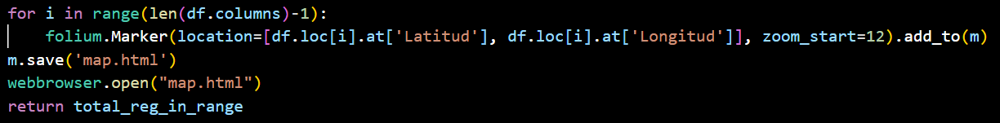 for i in range(len(df.columns)-1):
    folium.Marker(location=[df.loc[i].at['Latitud'], df.loc[i].at['Longitud']], zoom_start=12).add_to(m)
m.save('map.html')
webbrowser.open("map.html")
return total_reg_in_range